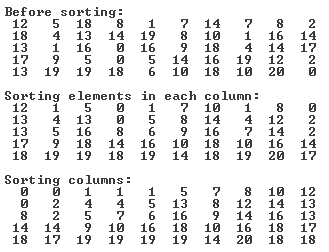 Before sorting:
12 5 18 8 1 7 14 7 8 2
18 4 13 14 19 8 10 1 16 14
13 1 16 0 16 9 18 4 14 17
17 9 5 0 5 14 16 19 12 2
13 19 19 18 6 10 18 10 20 0
Sorting elements in each column:
12 1 5 0 1 7 10 1 8 0
13 4 13 0 5 8 14 4 12 2
13 5 16 8 6 9 16 7 14 2
17 9 18 14 16 10 18 10 16 14
18 19 19 18 19 14 18 19 20 17
Sorting columns:
0 0 1 1 1 5 7 8 10 12
0 2 4 4 5 13 8 12 14 13
8 2 5 7 6 16 9 14 16 13
14 14 9 10 16 18 10 16 18 17
18 17 19 19 19 19 14 20 18 18